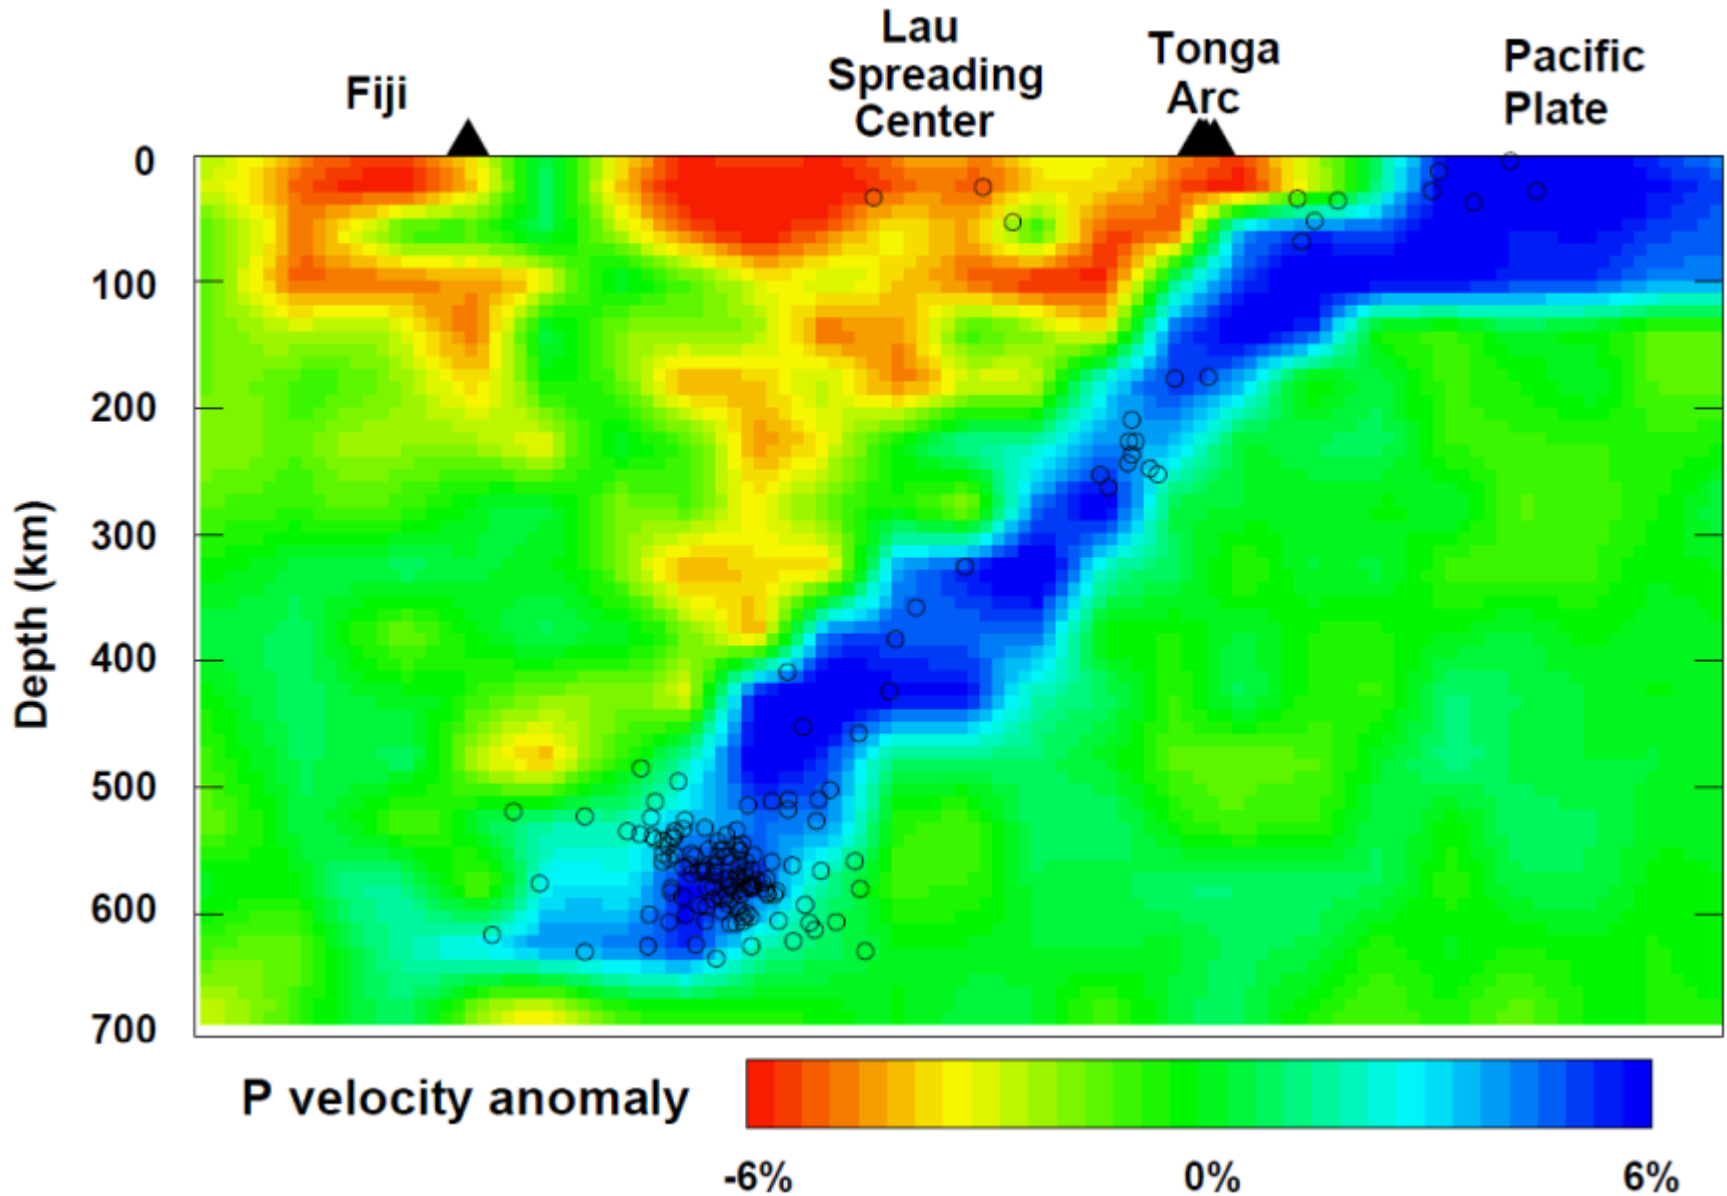 Fiji
Lau
Spreading
Center
Tonga
Arc
Pacific
Plate
0
100
200
300
400
500
600
700
Depth (km)
P velocity anomaly
-6%
0%
6%